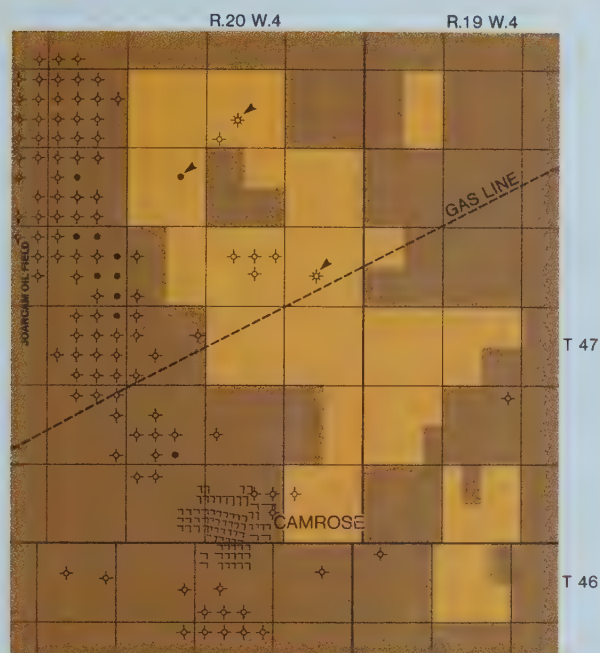 R.20 W.4
R.19 W.4
GAS LINE
JOARCAM OIL FIELD
T 47
CAMROSE
T 46